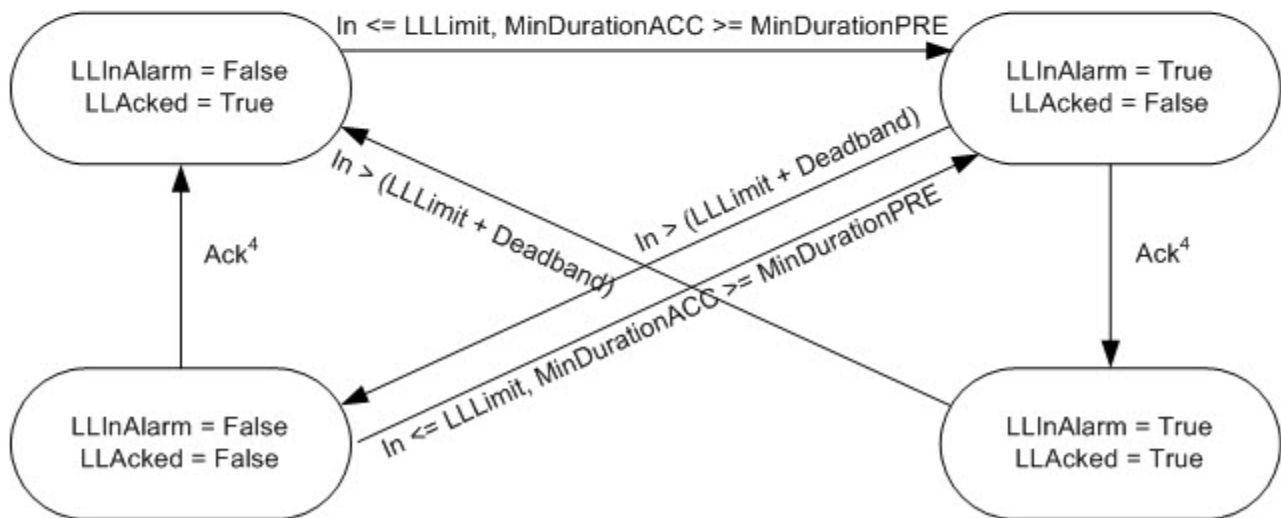 In <= LLLimit, MinDurationACC >= MinDurationPRE
LLInAlarm = False
LLAcked = True
LLInAlarm = True
LLAcked = False
In > (LLLimit + Deadband)
In > (LLLimit + Deadband)
In <= LLLimit, MinDurationACC >= MinDurationPRE
Ack⁴
Ack⁴
LLInAlarm = False
LLAcked = False
LLInAlarm = True
LLAcked = True